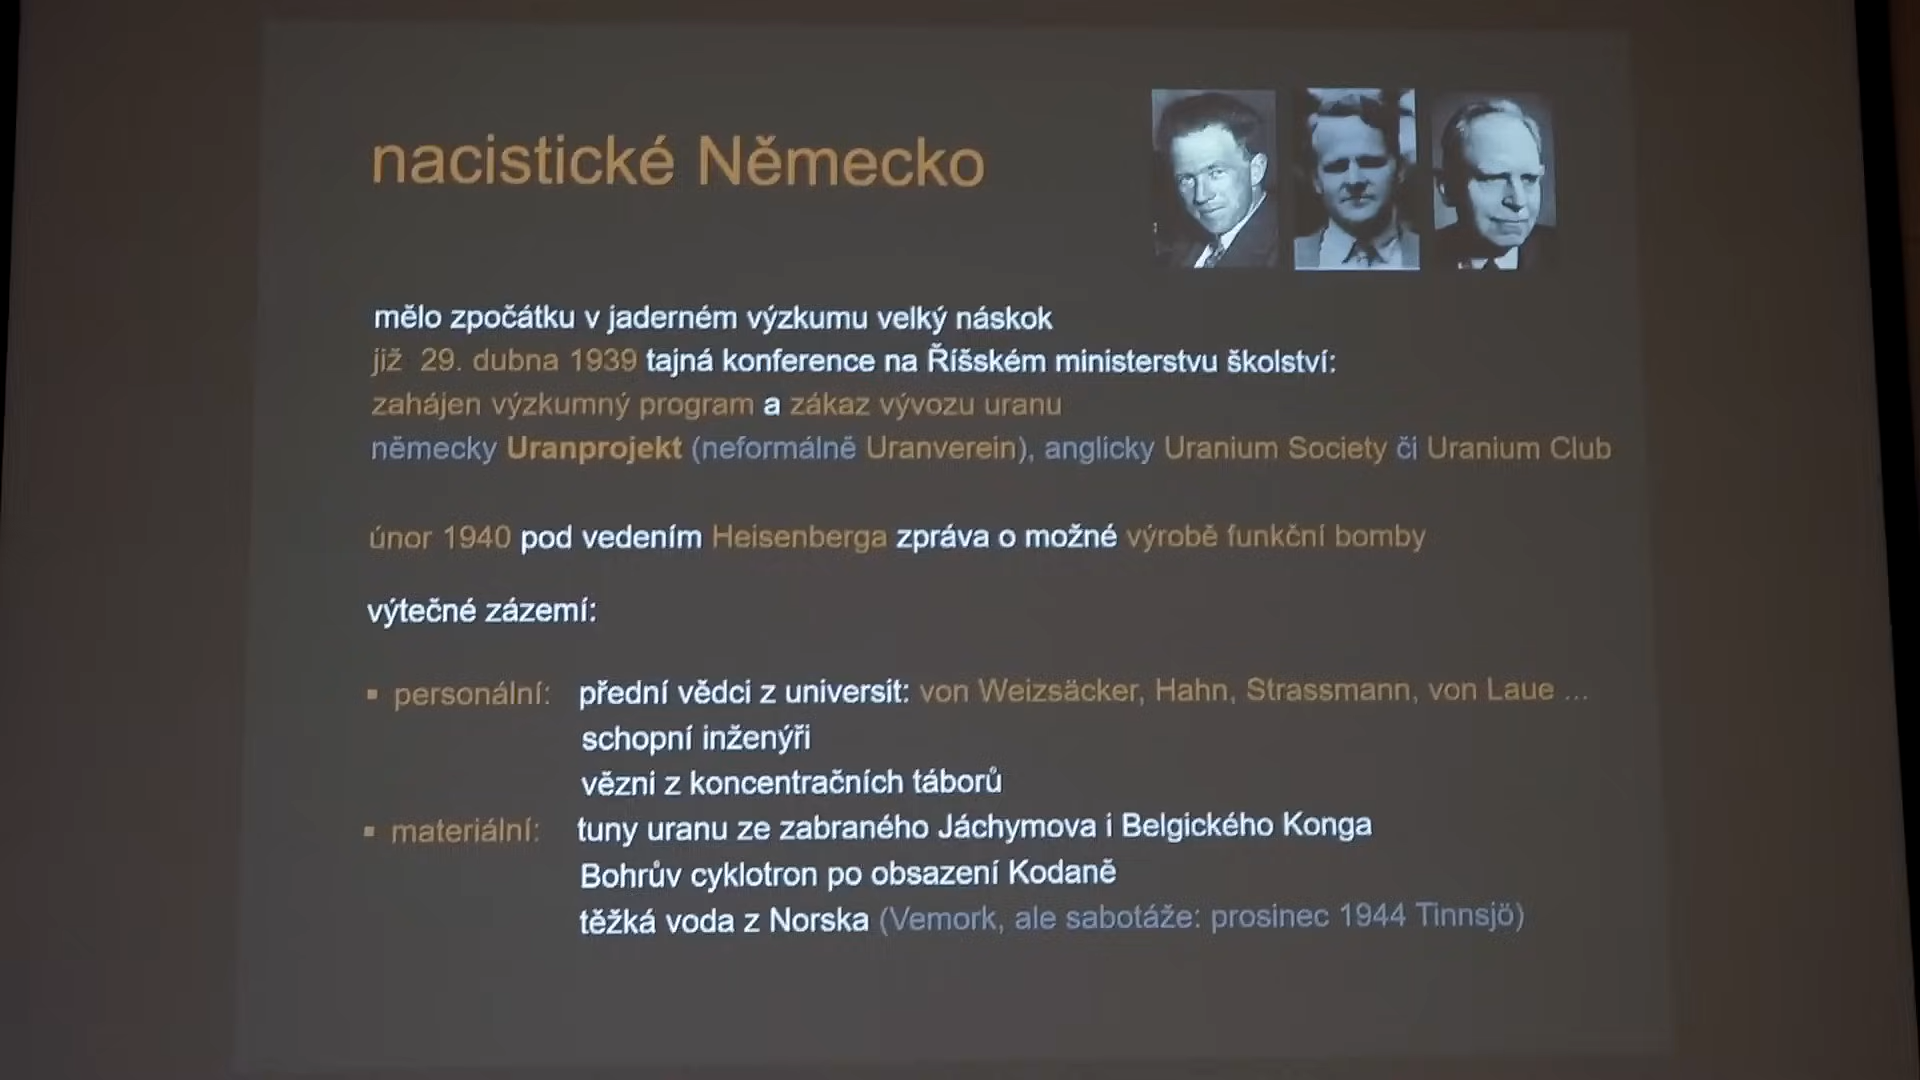 nacistické Německo
mělo zpočátku v jaderném výzkumu velký náskok
již 29. dubna 1939 tajná konference na Říšském ministerstvu školství:
zahájen výzkumný program a zákaz vývozu uranu
německy Uranprojekt (neformálně Uranverein), anglicky Uranium Society či Uranium Club
únor 1940 pod vedením Heisenberga zpráva o možné výrobě funkční bomby
výtečné zázemí:
▪ personální: přední vědci z universit: von Weizsäcker, Hahn, Strassmann, von Laue ...
schopní inženýři
vězni z koncentračních táborů
▪ materiální: tuny uranu ze zabraného Jáchymova i Belgického Konga
Bohrův cyklotron po obsazení Kodaně
těžká voda z Norska (Vemork, ale sabotáže: prosinec 1944 Tinnsjö)